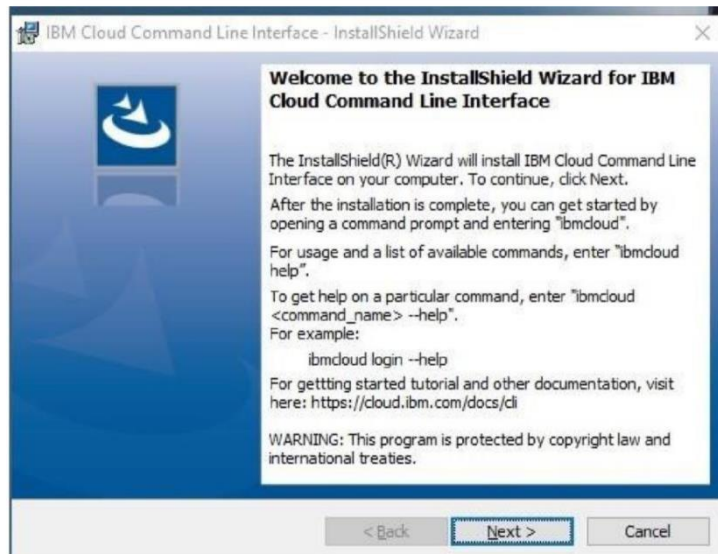 IBM Cloud Command Line Interface - InstallShield Wizard
Welcome to the InstallShield Wizard for IBM
Cloud Command Line Interface
The InstallShield(R) Wizard will install IBM Cloud Command Line
Interface on your computer. To continue, click Next.
After the installation is complete, you can get started by
opening a command prompt and entering "ibmcloud".
For usage and a list of available commands, enter "ibmcloud
help".
To get help on a particular command, enter "ibmcloud
<command_name> --help".
For example:
ibmcloud login --help
For gettting started tutorial and other documentation, visit
here: https://cloud.ibm.com/docs/cli
WARNING: This program is protected by copyright law and
international treaties.
< Back
Next >
Cancel